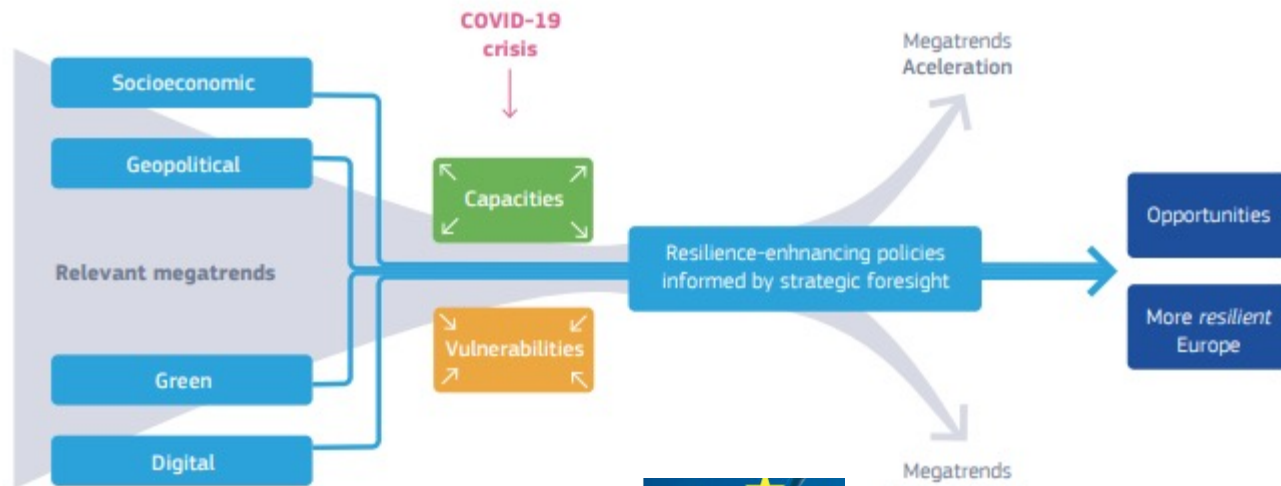 COVID-19
crisis
Megatrends
Aceleration
Socioeconomic
Geopolitical
Relevant megatrends
Green
Digital
Capacities
Vulnerabilities
Resilience-enhnancing policies
informed by strategic foresight
Opportunities
More resilient
Europe
Megatrends